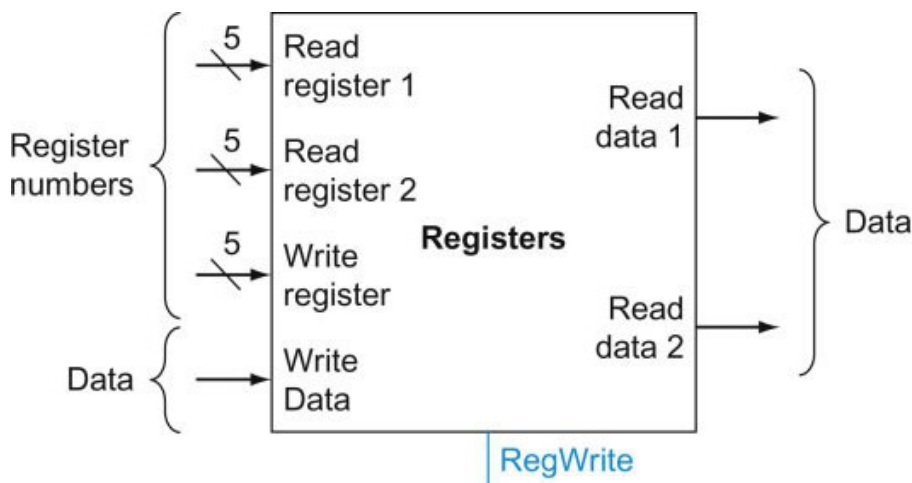 5
Read
register 1
5
Read
register 2
5
Write
register
Write
Data
Register
numbers
Data
Registers
Read
data 1
Read
data 2
Data
RegWrite